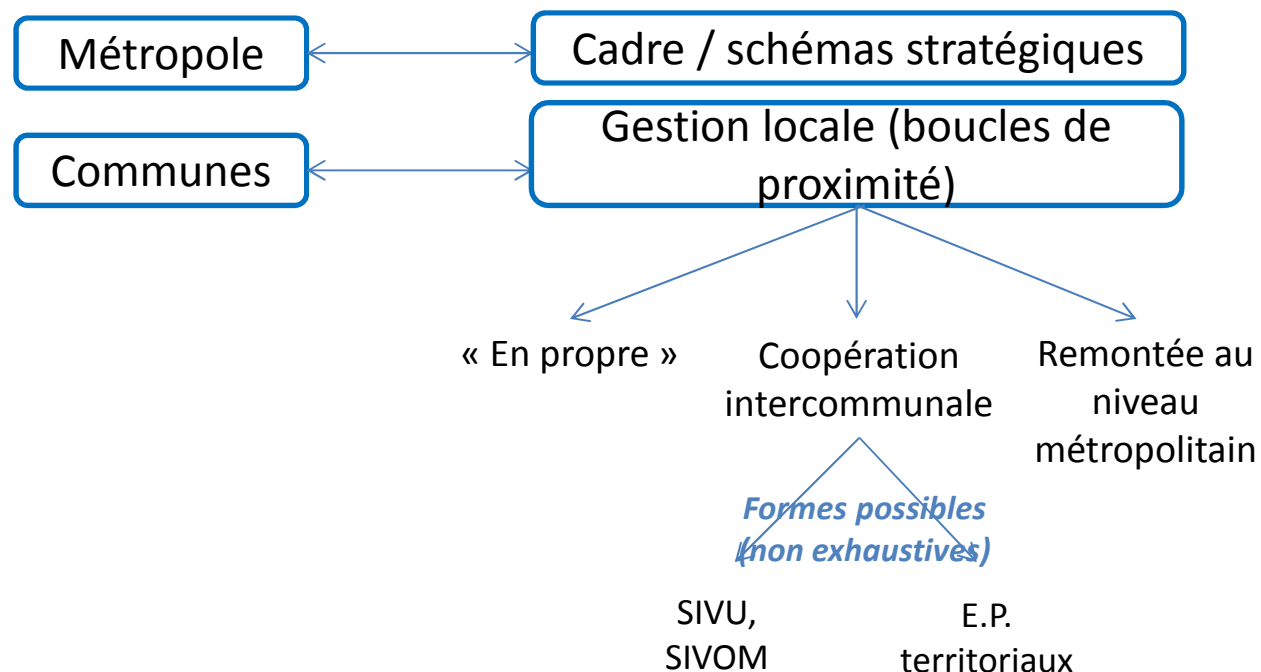 Métropole
Cadre / schémas stratégiques
Communes
Gestion locale (boucles de
proximité)
« En propre »
Coopération
intercommunale
Remontée au
niveau
métropolitain
Formes possibles
(non exhaustives)
SIVU,
SIVOM
E.P.
territoriaux